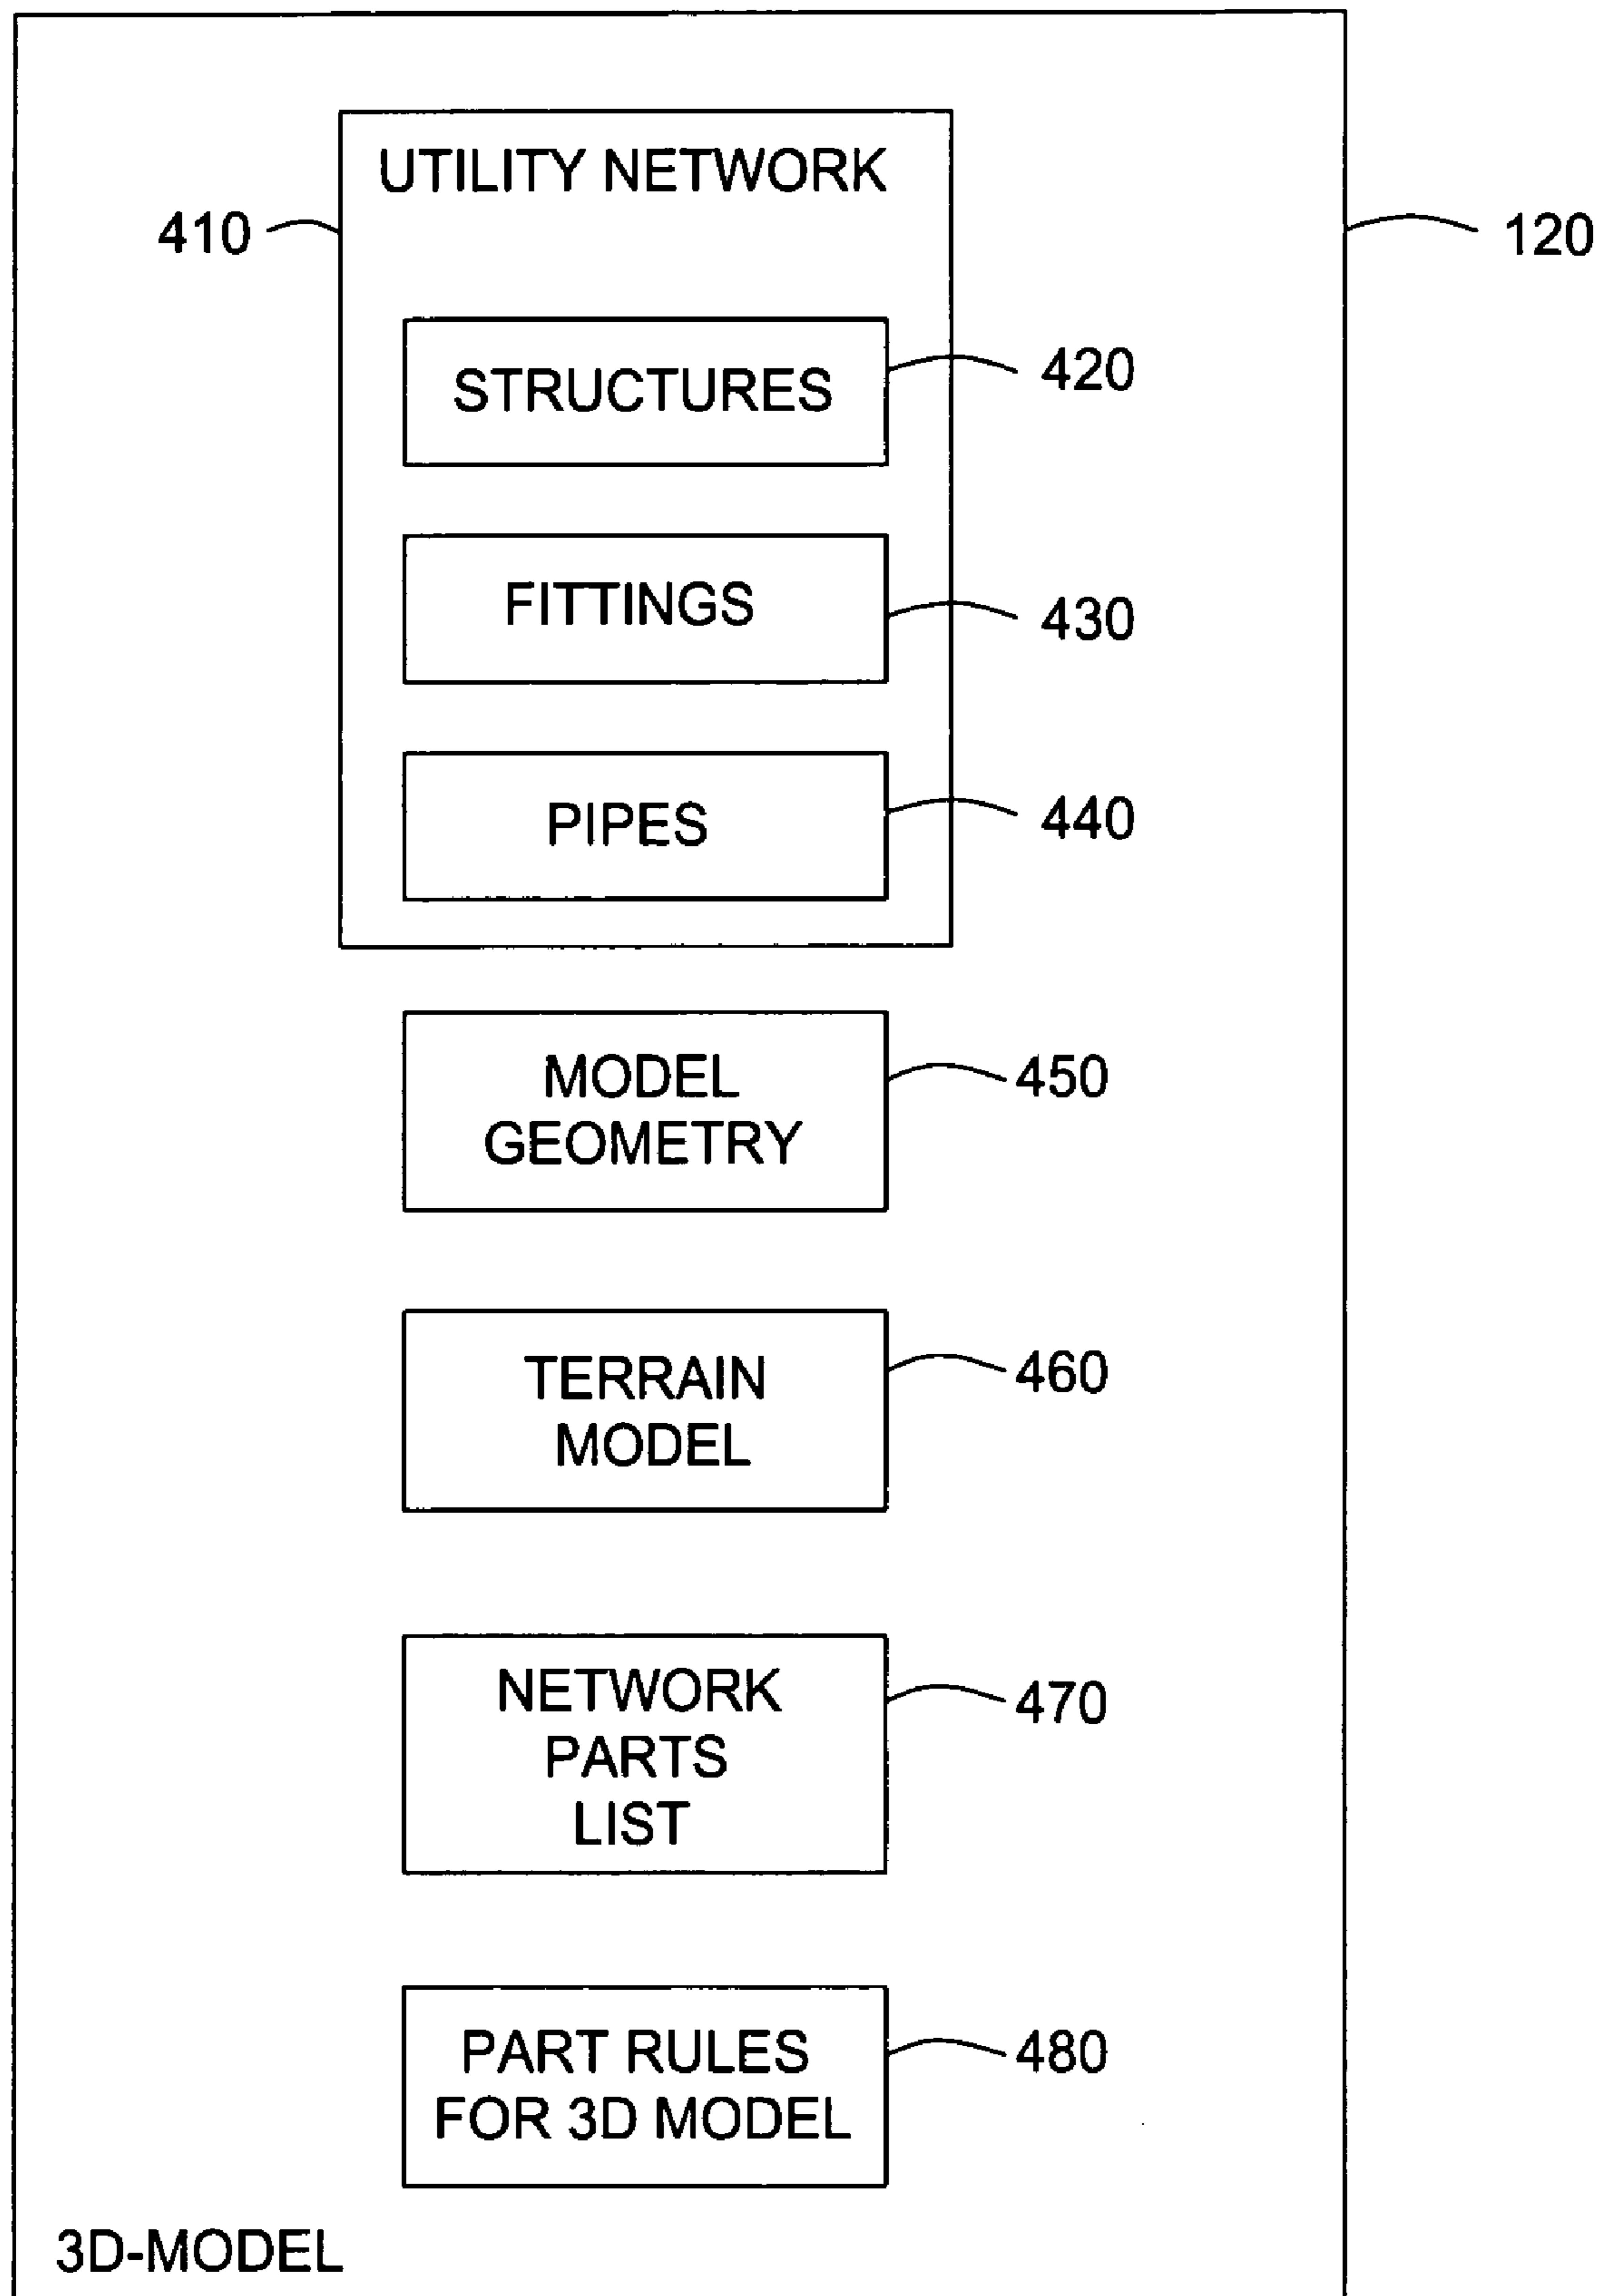 UTILITY NETWORK
410
120
STRUCTURES
420
FITTINGS
430
PIPES
440
MODEL
GEOMETRY
450
TERRAIN
MODEL
460
NETWORK
PARTS
LIST
470
PART RULES
FOR 3D MODEL
480
3D-MODEL